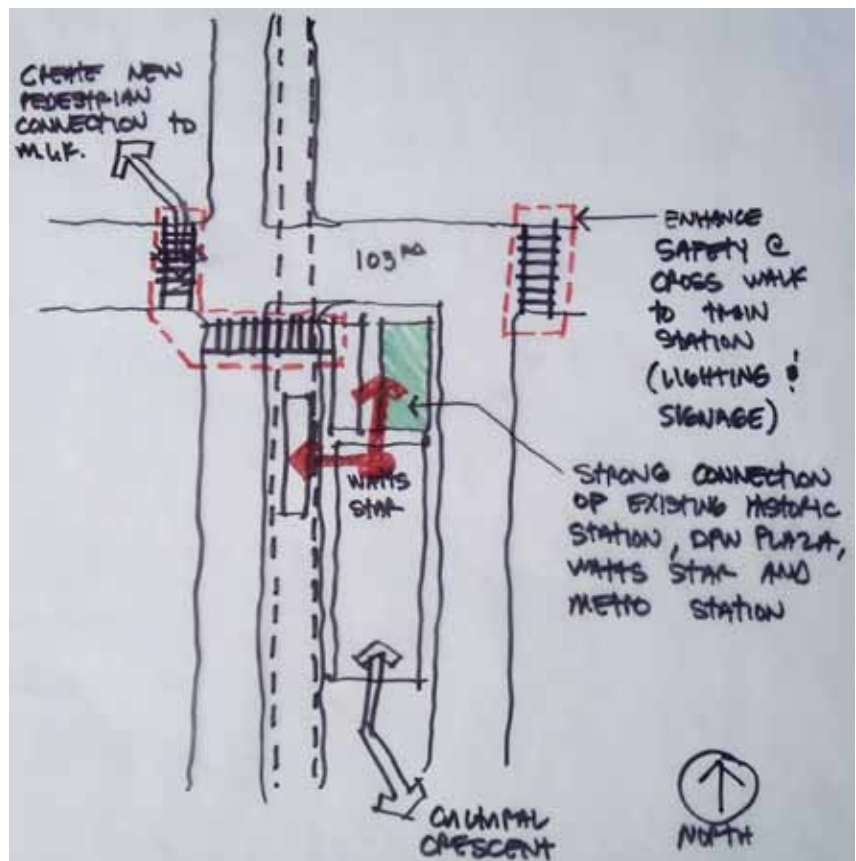 CREATE NEW
PEDESTRIAN
CONNECTION TO
M.L.K.
103RD
ENHANCE
SAFETY @
CROSS WALK
TO TRAIN
STATION
(LIGHTING &
SIGNAGE)
STRONG CONNECTION
OF EXISTING HISTORIC
STATION, DPW PLAZA,
WATTS STAR AND
METRO STATION
WATTS
STAR
CULTURAL
CRESCENT
NORTH